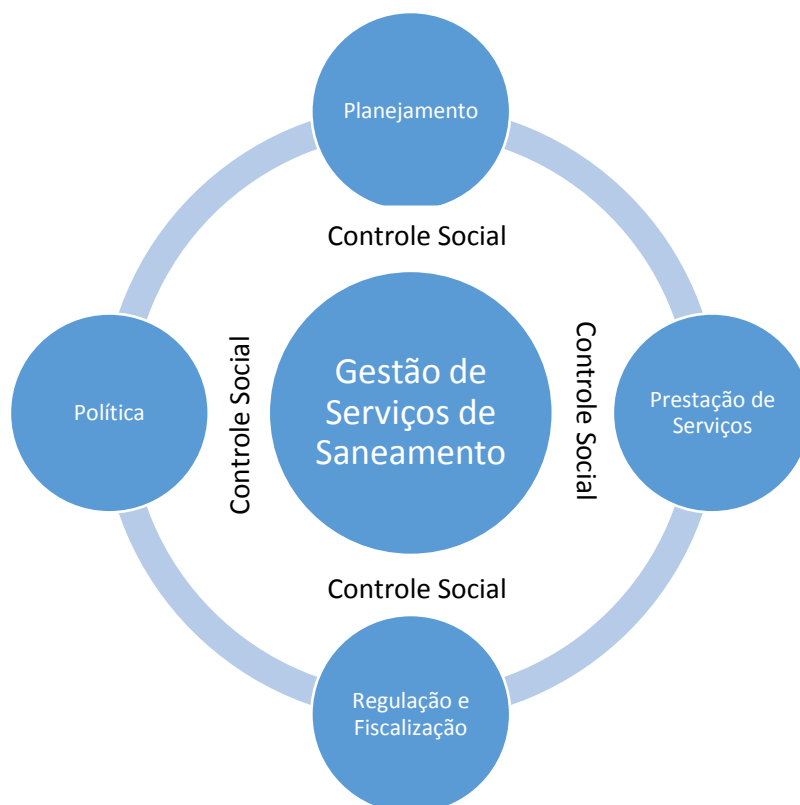 Planejamento
Controle Social
Política
Controle Social
Gestão de
Serviços de
Saneamento
Controle Social
Prestação de
Serviços
Controle Social
Regulação e
Fiscalização